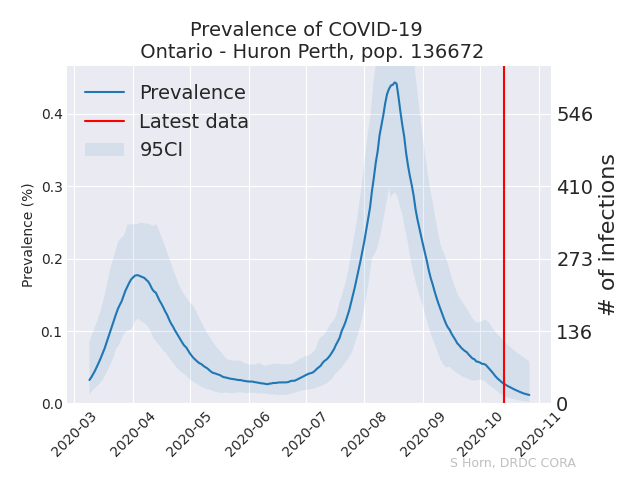 Prevalence of COVID-19
Ontario - Huron Perth, pop. 136672
Prevalence
Latest data
95CI
Prevalence (%)
0.4
0.3
0.2
0.1
0.0
546
410
273
136
0
# of infections
2020-03
2020-04
2020-05
2020-06
2020-07
2020-08
2020-09
2020-10
2020-11
S Horn, DRDC CORA